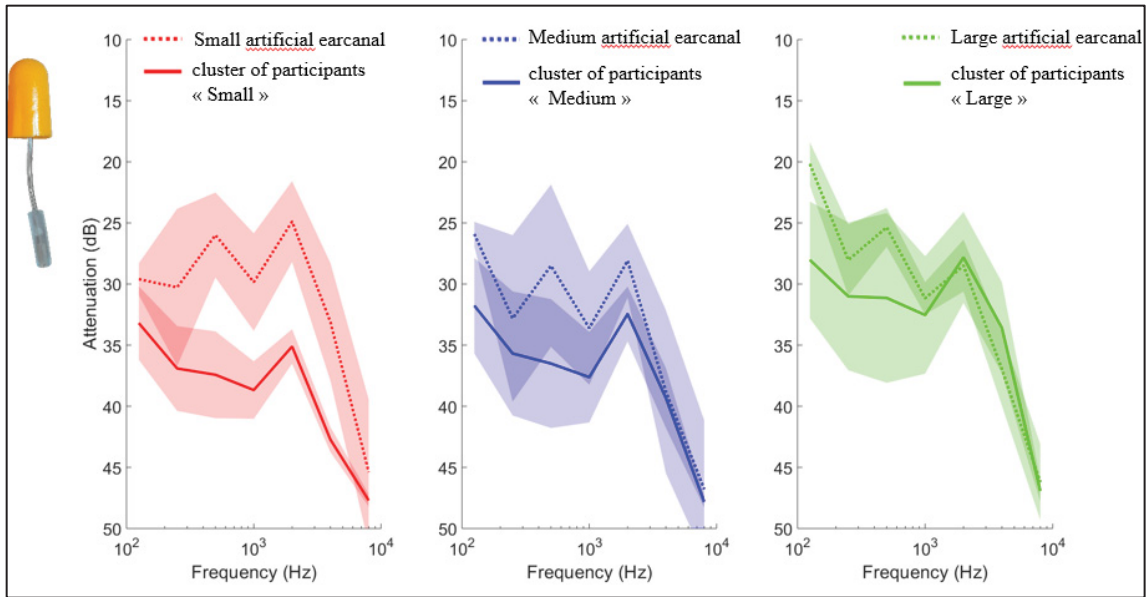 Small artificial earcanal
cluster of participants
« Small »
10
15
20
25
30
35
40
45
50
Attenuation (dB)
10² 10³ 10⁴
Frequency (Hz)
Medium artificial earcanal
cluster of participants
« Medium »
10
15
20
25
30
35
40
45
50
10² 10³ 10⁴
Frequency (Hz)
Large artificial earcanal
cluster of participants
« Large »
10
15
20
25
30
35
40
45
50
10² 10³ 10⁴
Frequency (Hz)